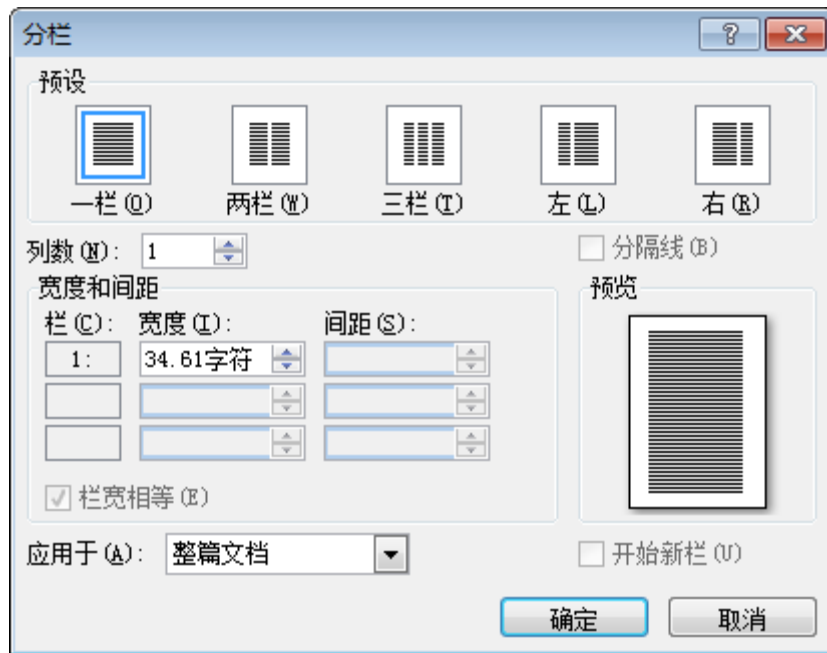 分栏
预设
一栏(O) 两栏(W) 三栏(T) 左(L) 右(R)
列数(N): 1 分隔线(B)
宽度和间距 预览
栏(C): 宽度(I): 间距(S):
1: 34.61字符
栏宽相等(E)
应用于(A): 整篇文档 开始新栏(U)
确定 取消